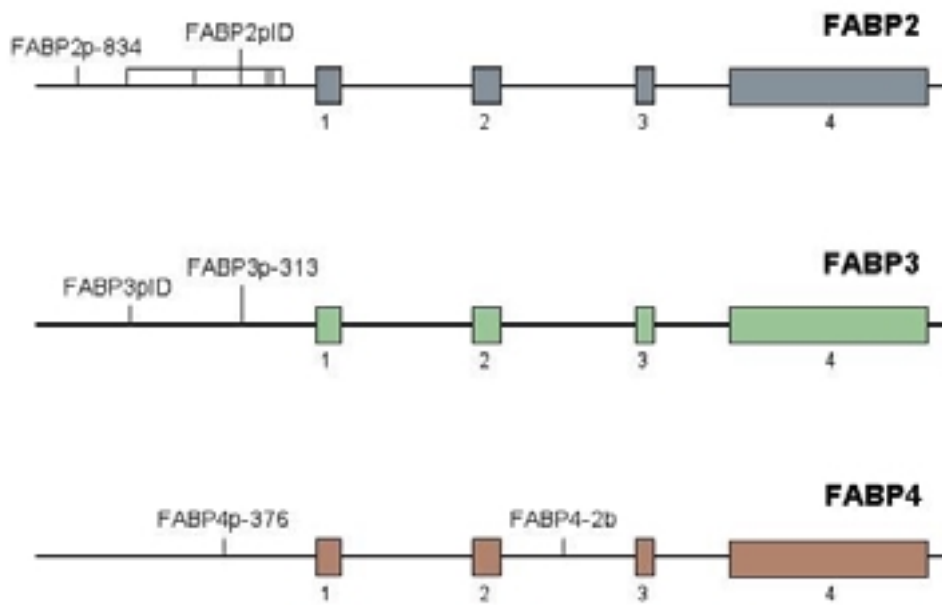 FABP2
FABP2pID
FABP2p-834
1 2 3 4
FABP3
FABP3p-313
FABP3pID
1 2 3 4
FABP4
FABP4p-376 FABP4-2b
1 2 3 4